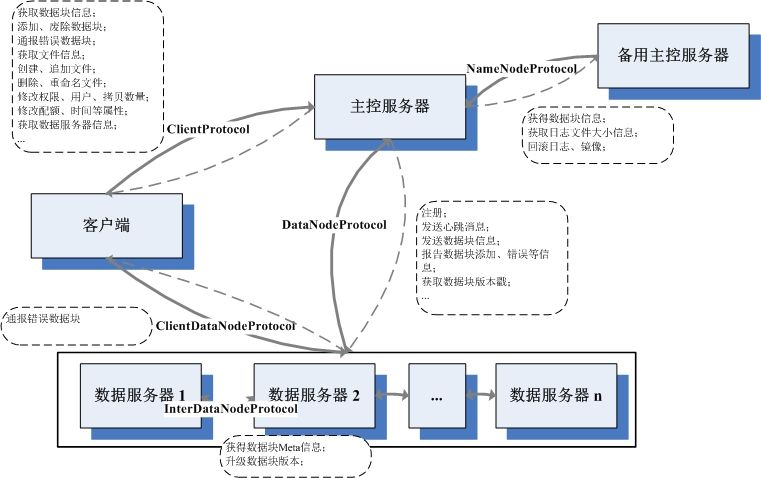 获取数据块信息；
添加、废除数据块；
通报错误数据块；
获取文件信息；
创建、追加文件；
删除、重命名文件；
修改权限、用户、拷贝数量；
修改配额、时间等属性；
获取数据服务器信息；
...
ClientProtocol
主控服务器
NameNodeProtocol
备用主控服务器
获得数据块信息；
获取日志文件大小信息；
回滚日志、镜像；
客户端
DataNodeProtocol
注册；
发送心跳消息；
发送数据块信息；
报告数据块添加、错误等信
息；
获取数据块版本戳；
...
通报错误数据块
ClientDataNodeProtocol
数据服务器 1
数据服务器 2
...
数据服务器 n
InterDataNodeProtocol
获得数据块Meta信息；
升级数据块版本；